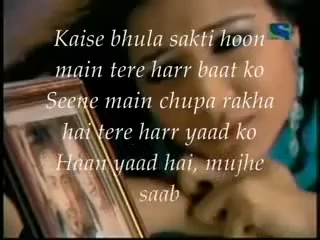 Kaise bhula sakti hoon
main tere harr baat ko
Seene main chupa rakha
hai tere harr yaad ko
Haan yaad hai, mujhe
saab